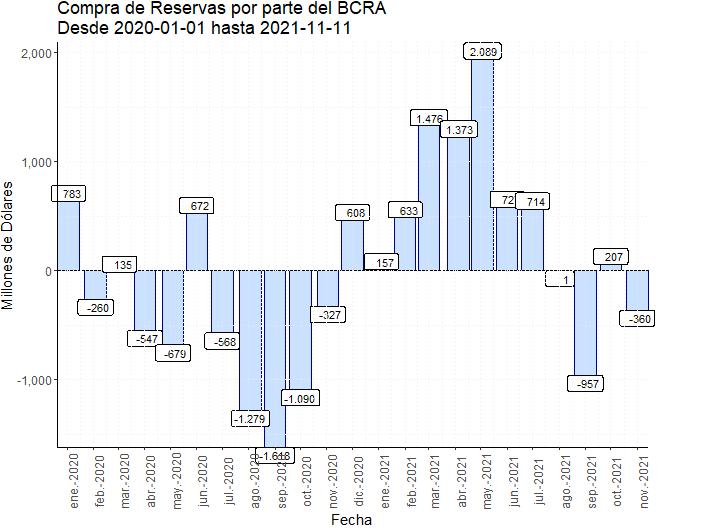 Compra de Reservas por parte del BCRA
Desde 2020-01-01 hasta 2021-11-11
Millones de Dólares
2,000
1,000
0
-1,000
783
-260
135
-547
-679
672
-568
-1.279
-1.090
-327
608
157
633
1.476
1.373
2.089
72
714
1
-957
207
-360
ene.-2020
feb.-2020
mar.-2020
abr.-2020
may.-2020
jun.-2020
jul.-2020
ago.-2020
sep.-2020
oct.-2020
nov.-2020
dic.-2020
ene.-2021
feb.-2021
mar.-2021
abr.-2021
may.-2021
jun.-2021
jul.-2021
ago.-2021
sep.-2021
oct.-2021
nov.-2021
Fecha